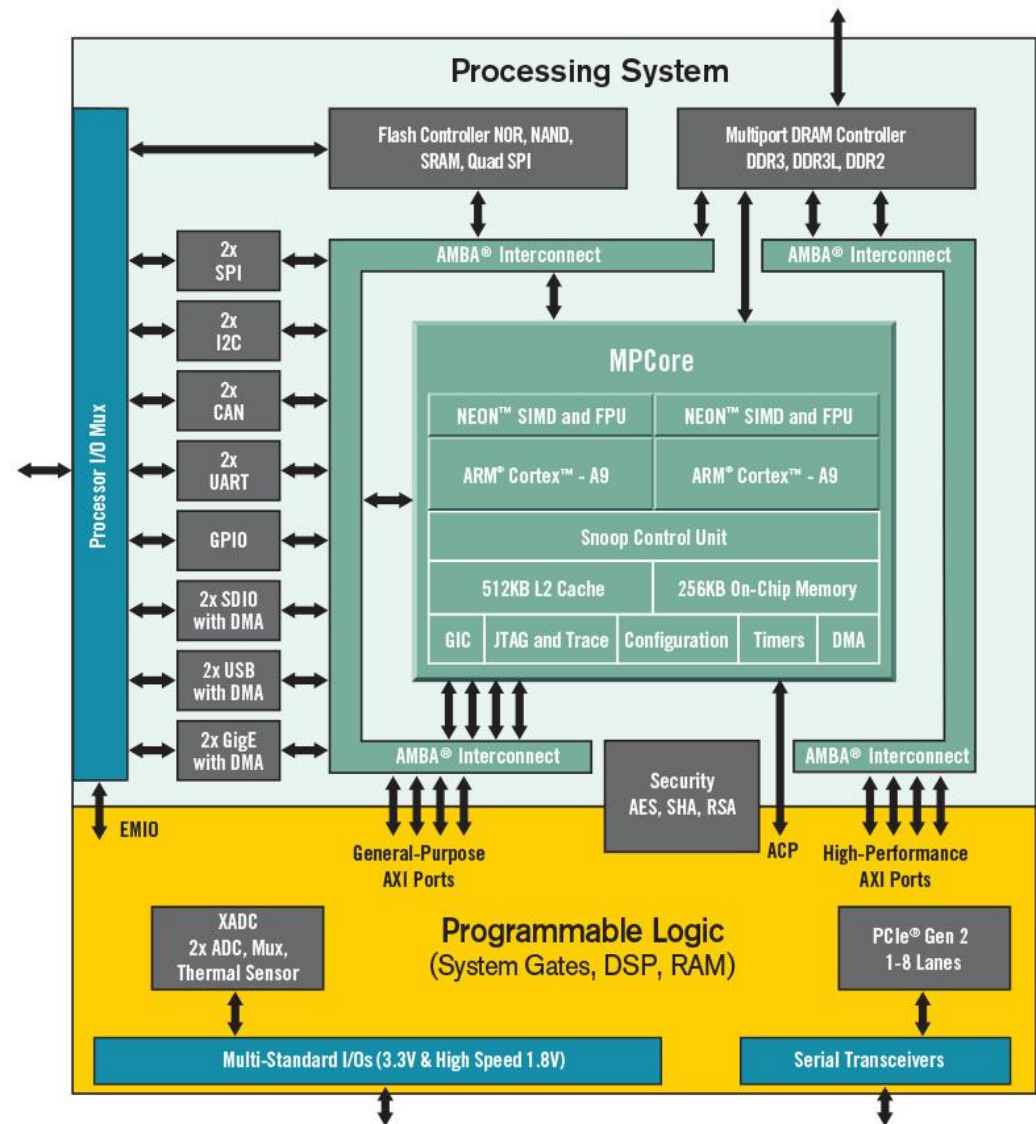 Processing System
Flash Controller NOR, NAND,
SRAM, Quad SPI
Multiport DRAM Controller
DDR3, DDR3L, DDR2
Processor I/O Mux
2x
SPI
2x
I2C
2x
CAN
2x
UART
GPIO
2x SDIO
with DMA
2x USB
with DMA
2x GigE
with DMA
AMBA® Interconnect
AMBA® Interconnect
MPCore
NEON™ SIMD and FPU
NEON™ SIMD and FPU
ARM® Cortex™ - A9
ARM® Cortex™ - A9
Snoop Control Unit
512KB L2 Cache
256KB On-Chip Memory
GIC
JTAG and Trace
Configuration
Timers
DMA
AMBA® Interconnect
AMBA® Interconnect
Security
AES, SHA, RSA
EMIO
General-Purpose
AXI Ports
ACP
High-Performance
AXI Ports
XADC
2x ADC, Mux,
Thermal Sensor
Programmable Logic
(System Gates, DSP, RAM)
PCIe® Gen 2
1-8 Lanes
Multi-Standard I/Os (3.3V & High Speed 1.8V)
Serial Transceivers